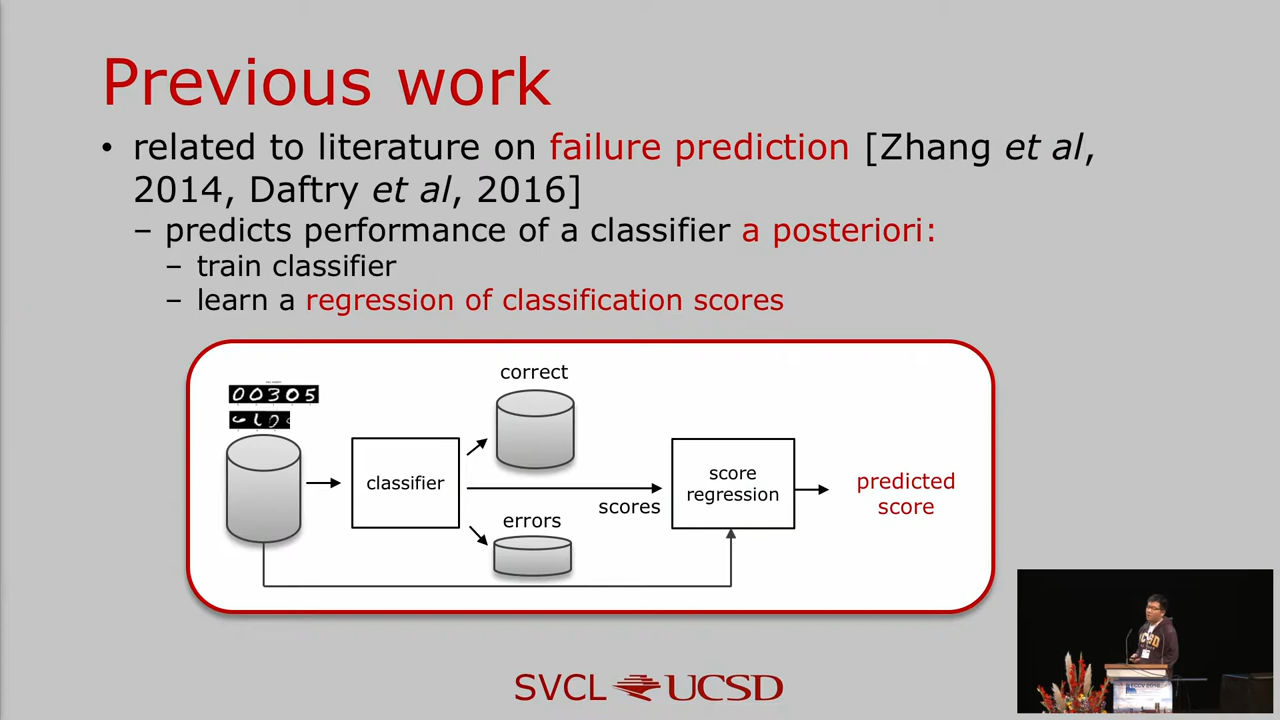 Previous work
• related to literature on failure prediction [Zhang et al,
2014, Daftry et al, 2016]
– predicts performance of a classifier a posteriori:
– train classifier
– learn a regression of classification scores
correct
00305
classifier
score
regression
predicted
score
scores
errors
SVCL UCSD
ECCV 2018